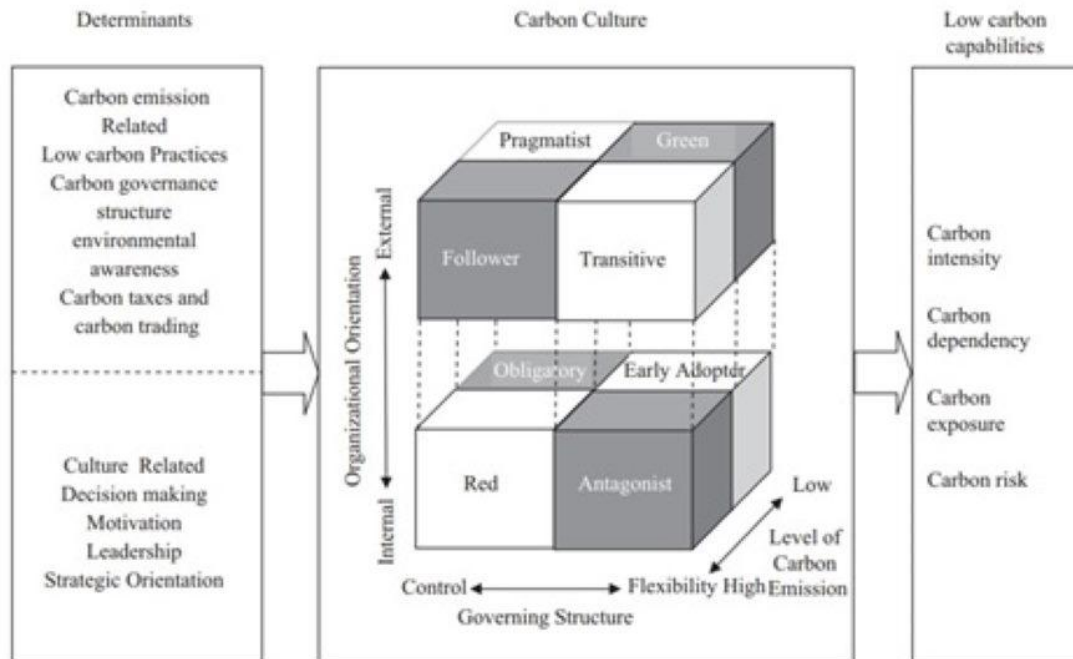 Determinants
Carbon Culture
Low carbon
capabilities
Carbon emission
Related
Low carbon Practices
Carbon governance
structure
environmental
awareness
Carbon taxes and
carbon trading
Culture Related
Decision making
Motivation
Leadership
Strategic Orientation
Organizational Orientation
External
Internal
Pragmatist
Green
Follower
Transitive
Obligatory
Early Adopter
Red
Antagonist
Low
Level of
Carbon
Emission
Control
Flexibility
High
Governing Structure
Carbon
intensity
Carbon
dependency
Carbon
exposure
Carbon risk